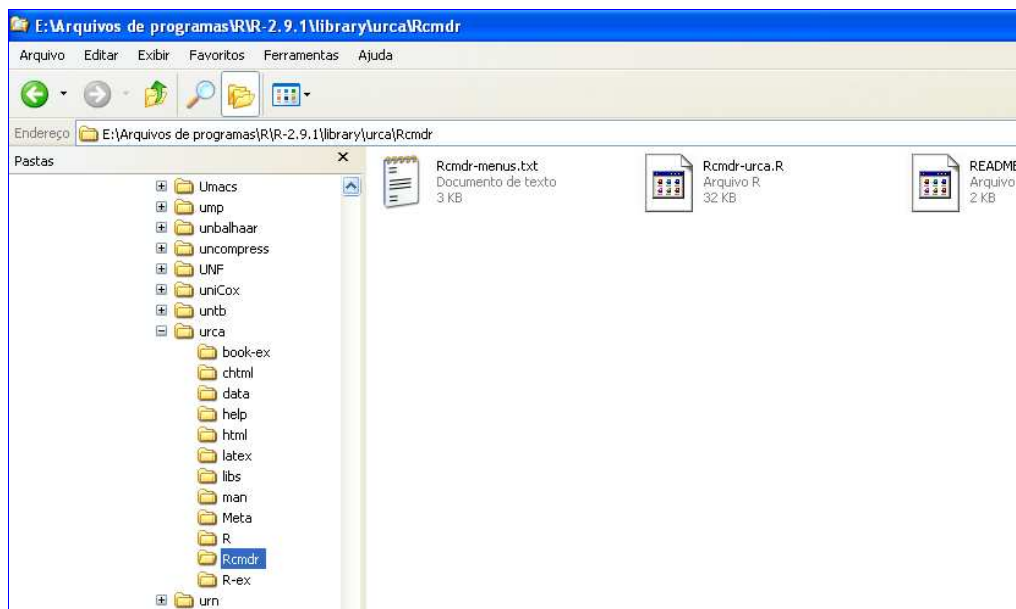 E:\Arquivos de programas\R\R-2.9.1\library\urca\Rcmdr
Arquivo Editar Exibir Favoritos Ferramentas Ajuda
Endereço E:\Arquivos de programas\R\R-2.9.1\library\urca\Rcmdr
Pastas
Umacs
ump
unbalhaar
uncompress
UNF
uniCox
untb
urca
book-ex
chtml
data
help
html
latex
libs
man
Meta
R
Rcmdr
R-ex
urn
Rcmdr-menus.txt
Documento de texto
3 KB
Rcmdr-urca.R
Arquivo R
32 KB
README
Arquivo
2 KB